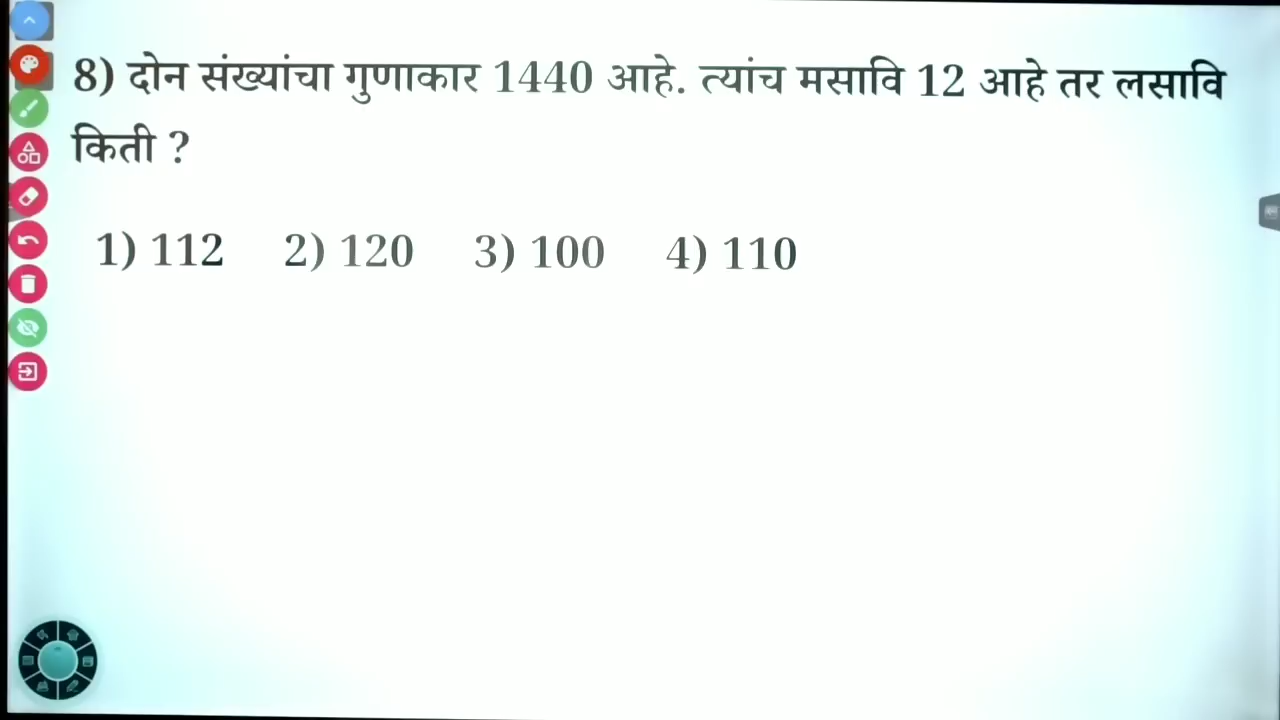 8) दोन संख्यांचा गुणाकार 1440 आहे. त्यांच मसावि 12 आहे तर लसावि
किती ?
1) 112 2) 120 3) 100 4) 110